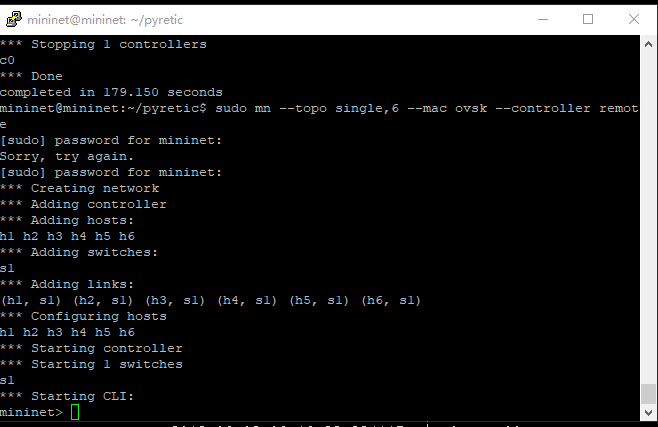 mininet@mininet: ~/pyretic
*** Stopping 1 controllers
c0
*** Done
completed in 179.150 seconds
mininet@mininet:~/pyretic$ sudo mn --topo single,6 --mac ovsk --controller remot
e
[sudo] password for mininet:
Sorry, try again.
[sudo] password for mininet:
*** Creating network
*** Adding controller
*** Adding hosts:
h1 h2 h3 h4 h5 h6
*** Adding switches:
s1
*** Adding links:
(h1, s1) (h2, s1) (h3, s1) (h4, s1) (h5, s1) (h6, s1)
*** Configuring hosts
h1 h2 h3 h4 h5 h6
*** Starting controller
*** Starting 1 switches
s1
*** Starting CLI:
mininet>